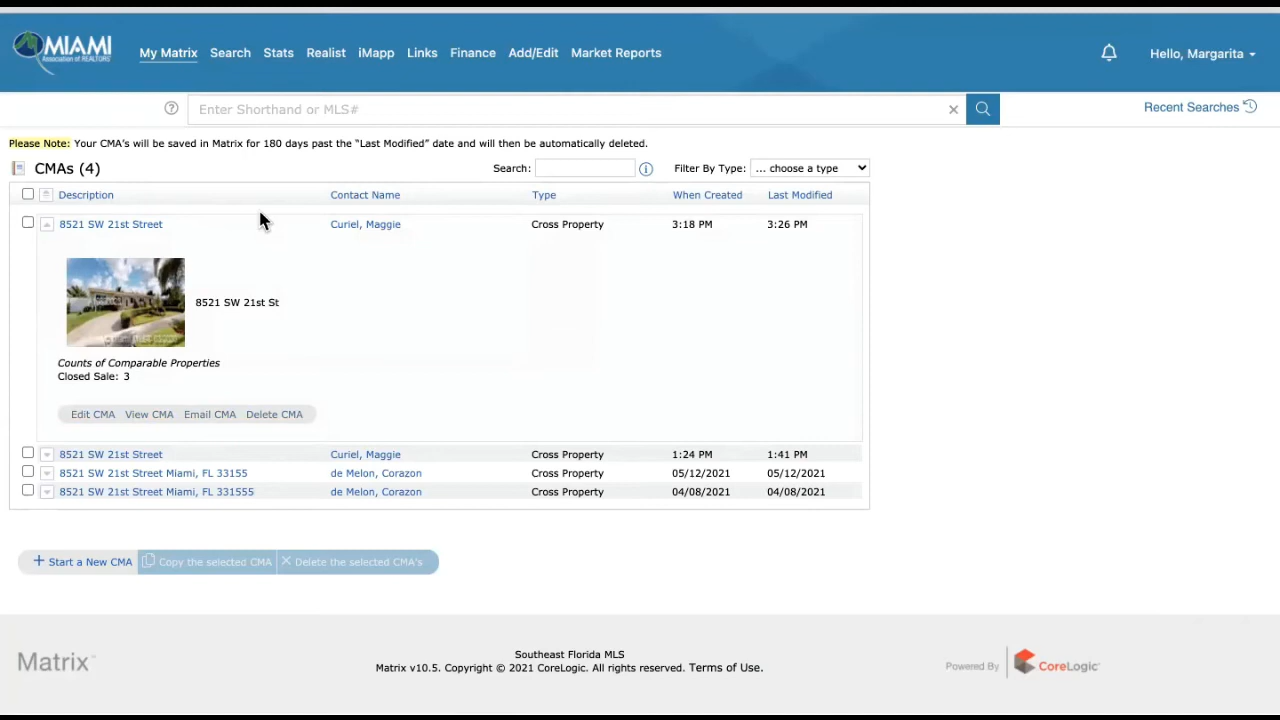 MIAMI
Association of REALTORS®
My Matrix Search Stats Realist iMapp Links Finance Add/Edit Market Reports
Hello, Margarita
Enter Shorthand or MLS#
Recent Searches
Please Note: Your CMA's will be saved in Matrix for 180 days past the “Last Modified” date and will then be automatically deleted.
CMAs (4)
Search:
Filter By Type: ... choose a type
Description Contact Name Type When Created Last Modified
8521 SW 21st Street Curiel, Maggie Cross Property 3:18 PM 3:26 PM
8521 SW 21st St
Counts of Comparable Properties
Closed Sale: 3
Edit CMA View CMA Email CMA Delete CMA
8521 SW 21st Street Curiel, Maggie Cross Property 1:24 PM 1:41 PM
8521 SW 21st Street Miami, FL 33155 de Melon, Corazon Cross Property 05/12/2021 05/12/2021
8521 SW 21st Street Miami, FL 331555 de Melon, Corazon Cross Property 04/08/2021 04/08/2021
+ Start a New CMA Copy the selected CMA Delete the selected CMA's
Matrix™
Southeast Florida MLS
Matrix v10.5. Copyright © 2021 CoreLogic. All rights reserved. Terms of Use.
Powered By CoreLogic